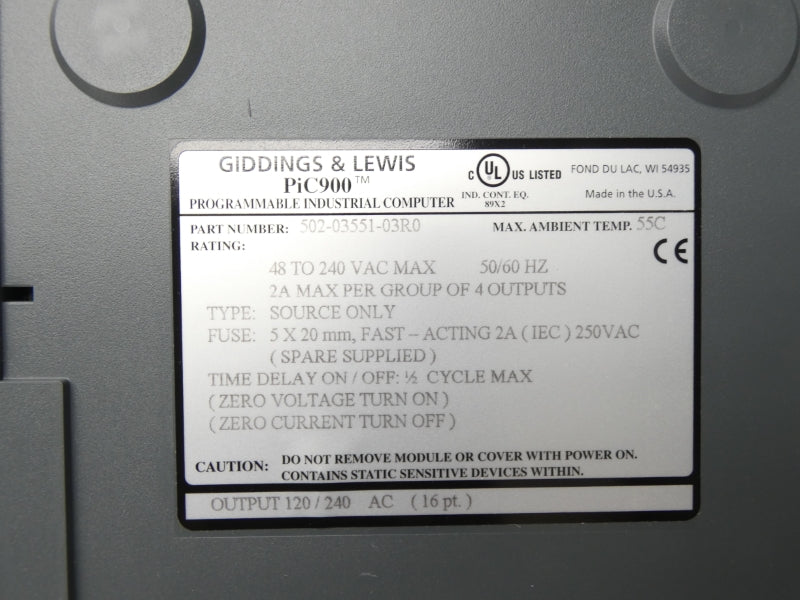 GIDDINGS & LEWIS
PiC900™
PROGRAMMABLE INDUSTRIAL COMPUTER
C UL US LISTED
IND. CONT. EQ.
89X2
FOND DU LAC, WI 54935
Made in the U.S.A.
PART NUMBER: 502-03551-03R0 MAX. AMBIENT TEMP. 55C
RATING:
CE
48 TO 240 VAC MAX 50/60 HZ
2A MAX PER GROUP OF 4 OUTPUTS
TYPE: SOURCE ONLY
FUSE: 5 X 20 mm, FAST – ACTING 2A ( IEC ) 250VAC
( SPARE SUPPLIED )
TIME DELAY ON / OFF: ½ CYCLE MAX
( ZERO VOLTAGE TURN ON )
( ZERO CURRENT TURN OFF )
CAUTION: DO NOT REMOVE MODULE OR COVER WITH POWER ON.
CONTAINS STATIC SENSITIVE DEVICES WITHIN.
OUTPUT 120 / 240 AC ( 16 pt. )